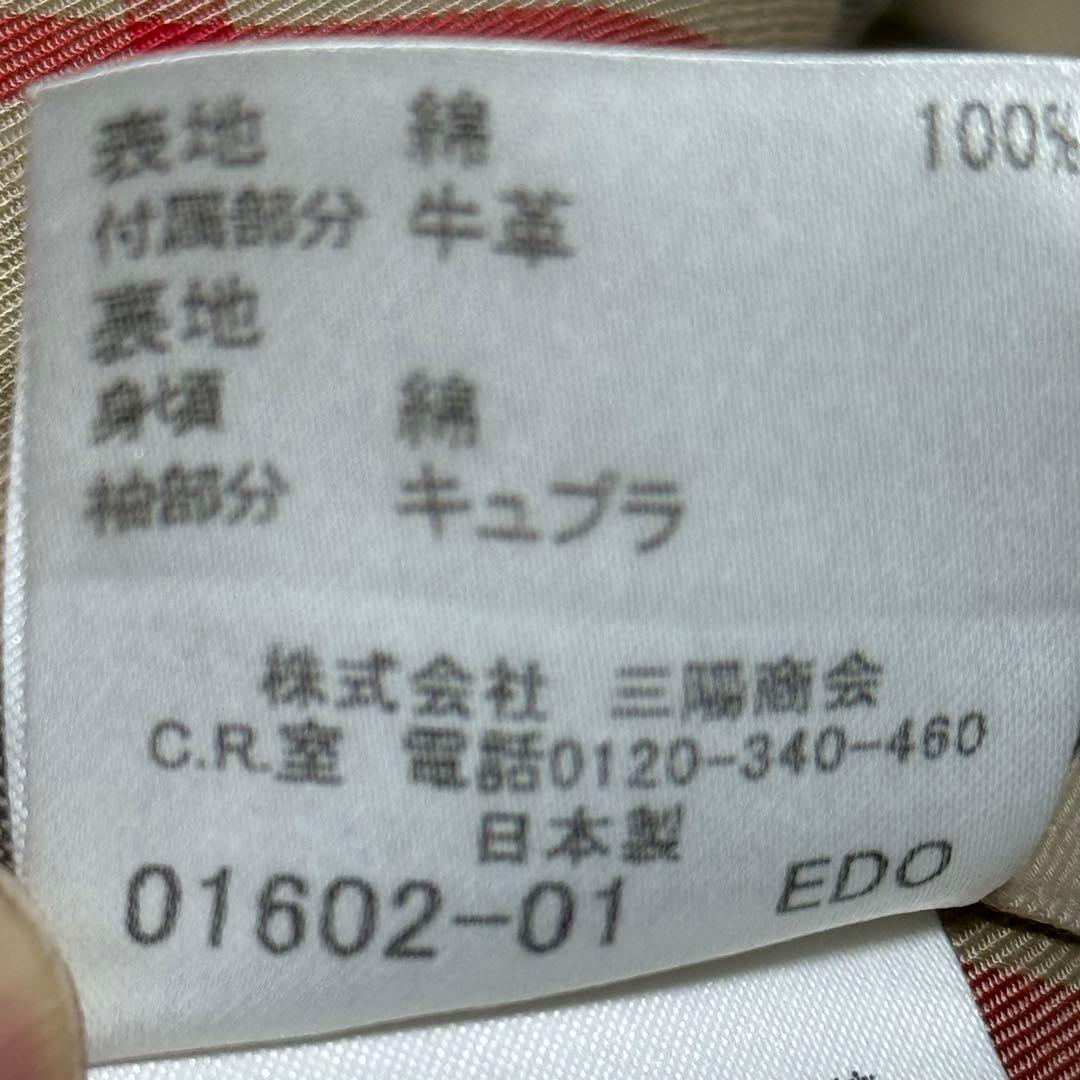 表地 綿 100%
付属部分 牛革
裏地
身頃 綿
袖部分 キュプラ
株式会社 三陽商会
C.R.室 電話0120-340-460
日本製
01602-01 EDO